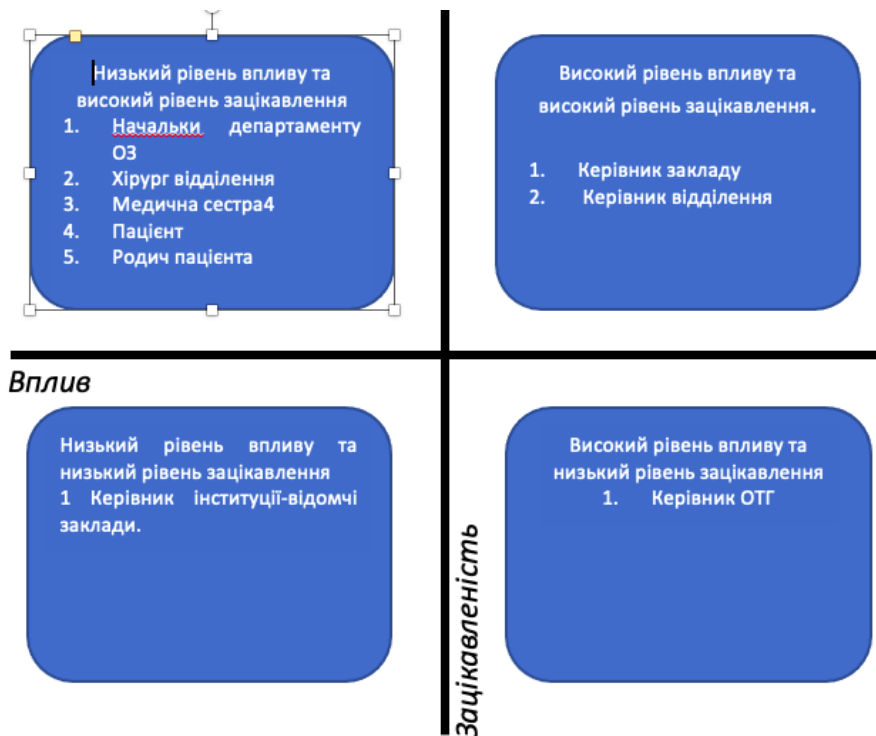 Низький рівень впливу та
високий рівень зацікавлення
1. Начальки департаменту
ОЗ
2. Хірург відділення
3. Медична сестра4
4. Пацієнт
5. Родич пацієнта
Високий рівень впливу та
високий рівень зацікавлення.
1. Керівник закладу
2. Керівник відділення
Вплив
Низький рівень впливу та
низький рівень зацікавлення
1 Керівник інституції-відомчі
заклади.
Високий рівень впливу та
низький рівень зацікавлення
1. Керівник ОТГ
Зацікавленість